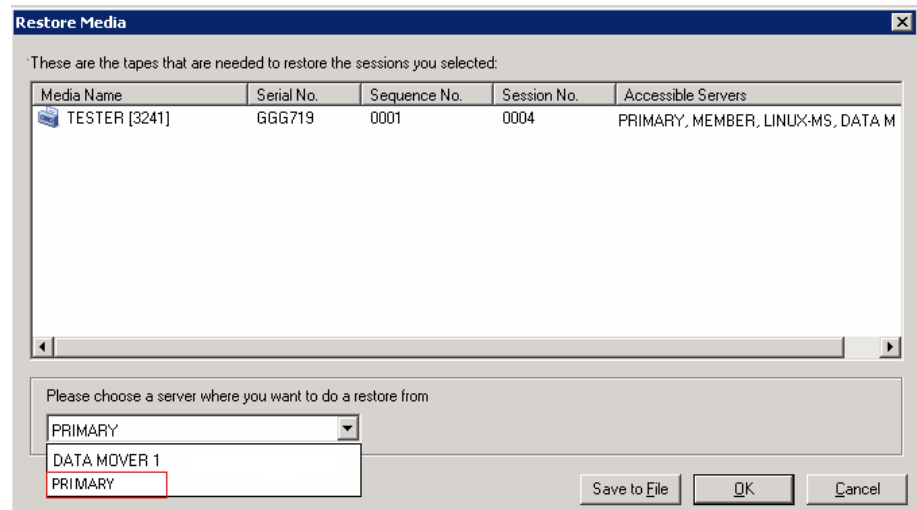 Restore Media
These are the tapes that are needed to restore the sessions you selected:
Media Name Serial No. Sequence No. Session No. Accessible Servers
TESTER [3241] GGG719 0001 0004 PRIMARY, MEMBER, LINUX-MS, DATA M
Please choose a server where you want to do a restore from
PRIMARY
DATA MOVER 1
PRIMARY
Save to File OK Cancel